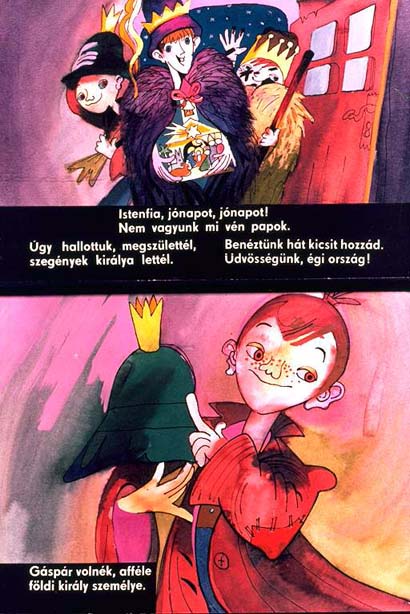 Istenfia, jónapot, jónapot!
Nem vagyunk mi vén papok.
Úgy hallottuk, megszülettél,
szegények királya lettél.
Benéztünk hát kicsit hozzád.
Udvösségünk, égi ország!
Gáspár volnék, afféle
földi király személye.